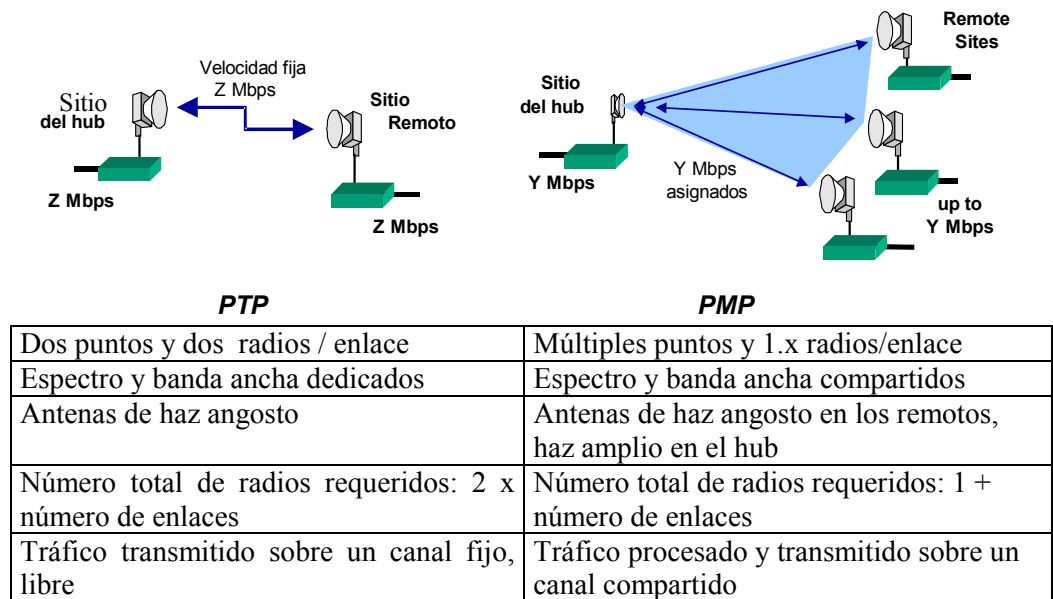 Velocidad fija
Z Mbps
Sitio
del hub
Sitio
Remoto
Z Mbps
Z Mbps
Sitio
del hub
Remote
Sites
Y Mbps
Y Mbps
asignados
up to
Y Mbps
PTP
PMP
Dos puntos y dos radios / enlace
Múltiples puntos y 1.x radios/enlace
Espectro y banda ancha dedicados
Espectro y banda ancha compartidos
Antenas de haz angosto
Antenas de haz angosto en los remotos,
haz amplio en el hub
Número total de radios requeridos: 2 x
número de enlaces
Número total de radios requeridos: 1 +
número de enlaces
Tráfico transmitido sobre un canal fijo,
libre
Tráfico procesado y transmitido sobre un
canal compartido